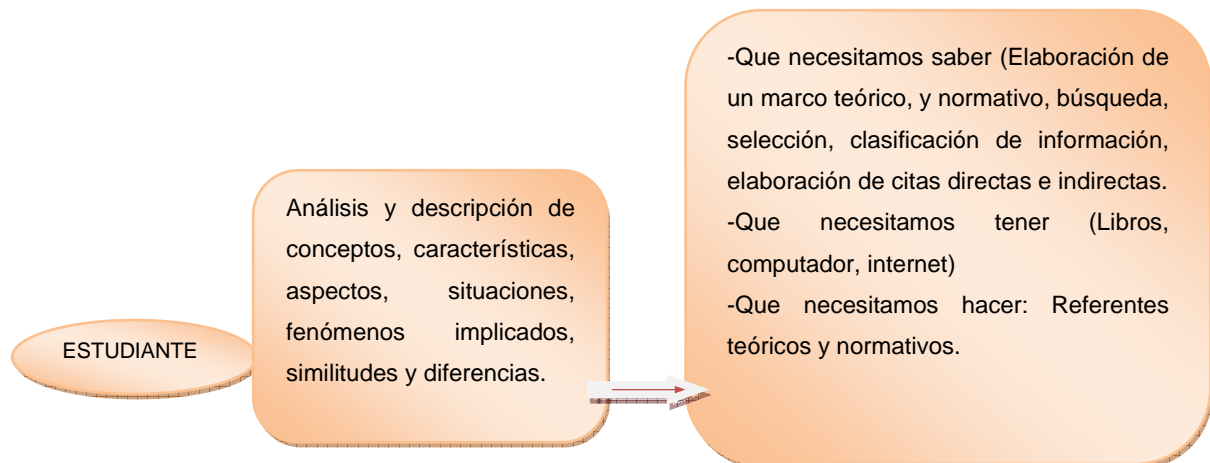 ESTUDIANTE
Análisis y descripción de
conceptos, características,
aspectos, situaciones,
fenómenos implicados,
similitudes y diferencias.
-Que necesitamos saber (Elaboración de
un marco teórico, y normativo, búsqueda,
selección, clasificación de información,
elaboración de citas directas e indirectas.
-Que necesitamos tener (Libros,
computador, internet)
-Que necesitamos hacer: Referentes
teóricos y normativos.